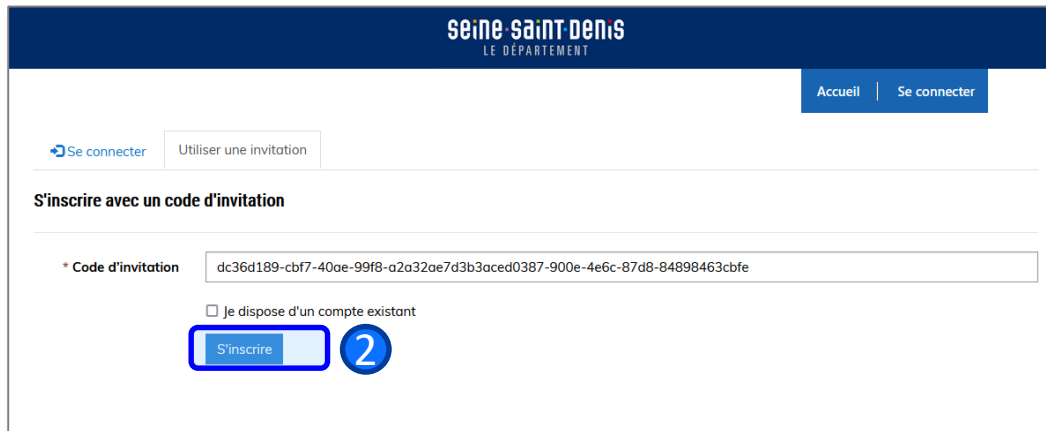 seine·saint·denis
LE DÉPARTEMENT
Accueil | Se connecter
Se connecter
Utiliser une invitation
S'inscrire avec un code d'invitation
* Code d'invitation
dc36d189-cbf7-40ae-99f8-a2a32ae7d3b3aced0387-900e-4e6c-87d8-84898463cbfe
Je dispose d'un compte existant
S'inscrire
2